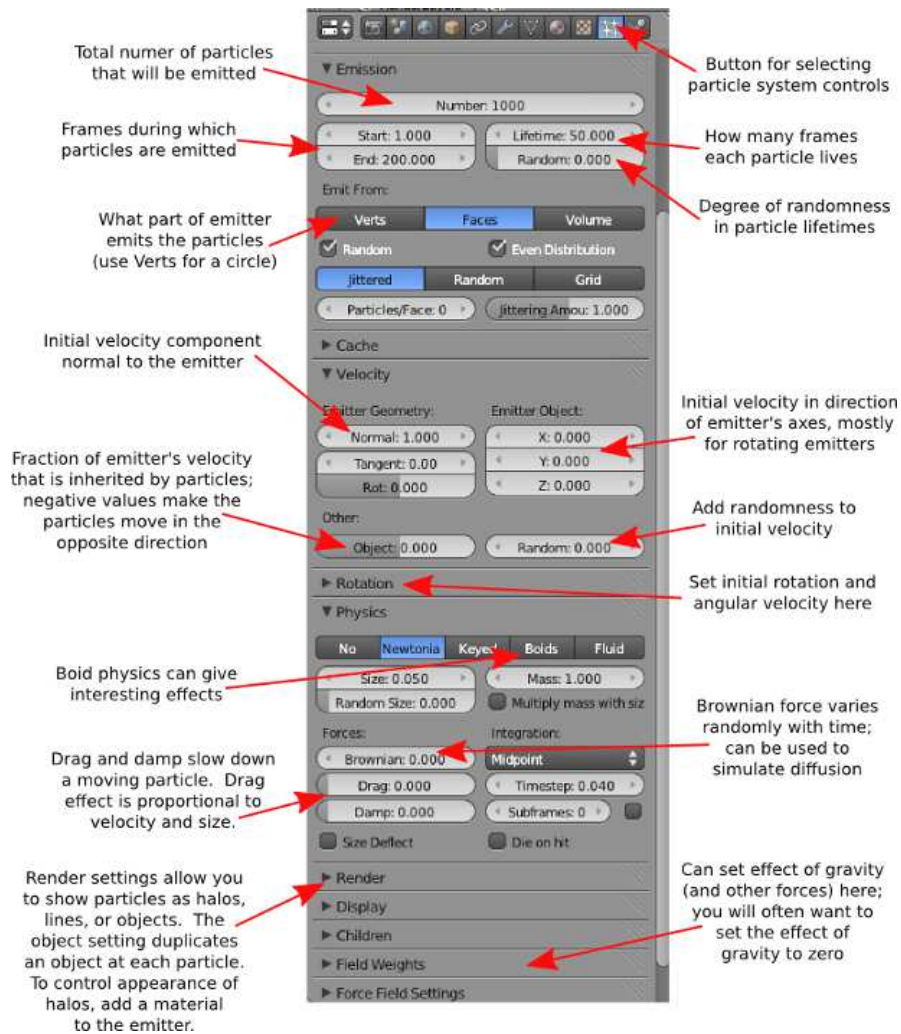 Total numer of particles
that will be emitted
Button for selecting
particle system controls
Emission
Number: 1000
Frames during which
particles are emitted
Start: 1.000
End: 200.000
Lifetime: 50.000
Random: 0.000
How many frames
each particle lives
Degree of randomness
in particle lifetimes
Emit From:
What part of emitter
emits the particles
(use Verts for a circle)
Verts Faces Volume
Random Even Distribution
Jittered Random Grid
Particles/Face: 0 Jittering Amou: 1.000
Cache
Initial velocity component
normal to the emitter
Velocity
Emitter Geometry: Emitter Object:
Normal: 1.000 X: 0.000
Tangent: 0.00 Y: 0.000
Rot: 0.000 Z: 0.000
Initial velocity in direction
of emitter's axes, mostly
for rotating emitters
Fraction of emitter's velocity
that is inherited by particles;
negative values make the
particles move in the
opposite direction
Other:
Object: 0.000 Random: 0.000
Add randomness to
initial velocity
Rotation
Set initial rotation and
angular velocity here
Physics
No Newtonia Keyed Boids Fluid
Boid physics can give
interesting effects
Size: 0.050 Mass: 1.000
Random Size: 0.000 Multiply mass with siz
Forces: Integration:
Brownian: 0.000 Midpoint
Drag: 0.000 Timestep: 0.040
Damp: 0.000 Subframes: 0
Size Deflect Die on hit
Brownian force varies
randomly with time;
can be used to
simulate diffusion
Drag and damp slow down
a moving particle. Drag
effect is proportional to
velocity and size.
Render
Display
Children
Field Weights
Force Field Settings
Render settings allow you
to show particles as halos,
lines, or objects. The
object setting duplicates
an object at each particle.
To control appearance of
halos, add a material
to the emitter.
Can set effect of gravity
(and other forces) here;
you will often want to
set the effect of
gravity to zero